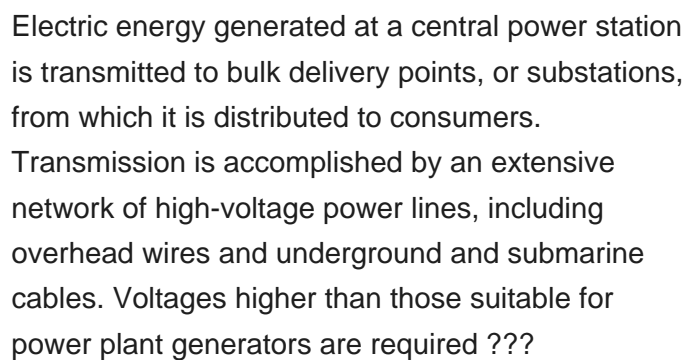 Electric energy generated at a central power station
is transmitted to bulk delivery points, or substations,
from which it is distributed to consumers.
Transmission is accomplished by an extensive
network of high-voltage power lines, including
overhead wires and underground and submarine
cables. Voltages higher than those suitable for
power plant generators are required ???